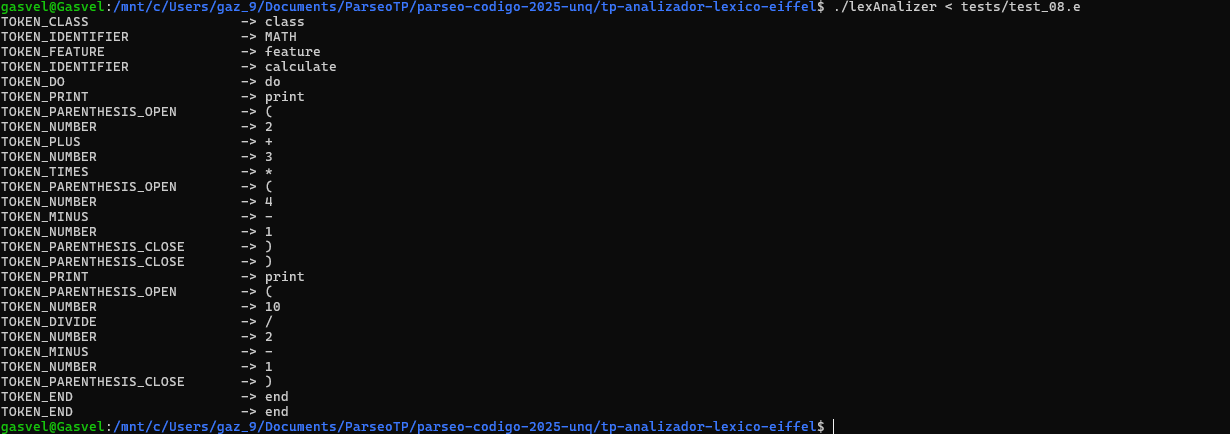 gasvel@Gasvel:/mnt/c/Users/gaz_9/Documents/ParseoTP/parseo-codigo-2025-unq/tp-analizador-lexico-eiffel$ ./lexAnalizer < tests/test_08.e
TOKEN_CLASS -> class
TOKEN_IDENTIFIER -> MATH
TOKEN_FEATURE -> feature
TOKEN_IDENTIFIER -> calculate
TOKEN_DO -> do
TOKEN_PRINT -> print
TOKEN_PARENTHESIS_OPEN -> (
TOKEN_NUMBER -> 2
TOKEN_PLUS -> +
TOKEN_NUMBER -> 3
TOKEN_TIMES -> *
TOKEN_PARENTHESIS_OPEN -> (
TOKEN_NUMBER -> 4
TOKEN_MINUS -> -
TOKEN_NUMBER -> 1
TOKEN_PARENTHESIS_CLOSE -> )
TOKEN_PARENTHESIS_CLOSE -> )
TOKEN_PRINT -> print
TOKEN_PARENTHESIS_OPEN -> (
TOKEN_NUMBER -> 10
TOKEN_DIVIDE -> /
TOKEN_NUMBER -> 2
TOKEN_MINUS -> -
TOKEN_NUMBER -> 1
TOKEN_PARENTHESIS_CLOSE -> )
TOKEN_END -> end
TOKEN_END -> end
gasvel@Gasvel:/mnt/c/Users/gaz_9/Documents/ParseoTP/parseo-codigo-2025-unq/tp-analizador-lexico-eiffel$